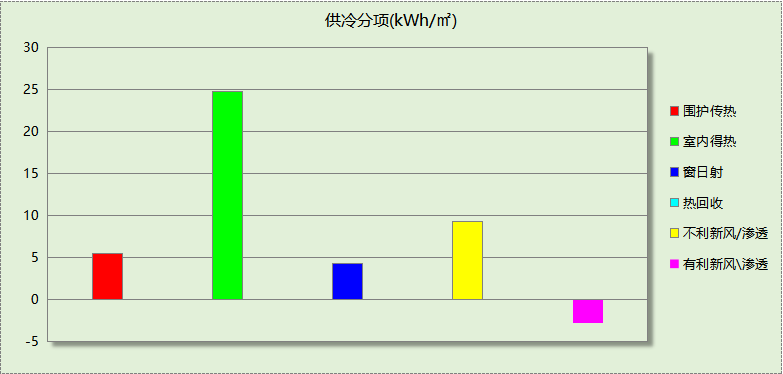 供冷分项(kWh/㎡)
30
25
20
15
10
5
0
-5
围护传热
室内得热
窗日射
热回收
不利新风/渗透
有利新风\渗透